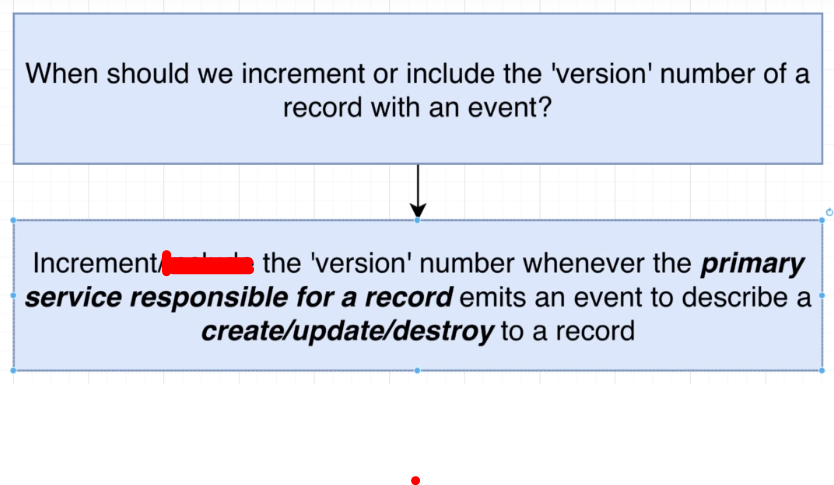 When should we increment or include the 'version' number of a
record with an event?
Increment/ the 'version' number whenever the primary
service responsible for a record emits an event to describe a
create/update/destroy to a record